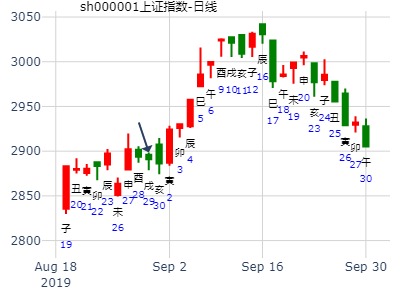 sh000001上证指数-日线
3050
3000
2950
2900
2850
2800
子
19
丑
20
寅
21
卯
22
辰
23
未
26
申
27
酉
28
戌
29
亥
30
寅
2
卯
3
辰
4
巳
5
午
6
酉
9
戌
10
亥
11
子
12
辰
16
巳
17
午
18
未
19
申
20
亥
23
子
24
丑
25
寅
26
卯
27
午
30
Aug 18 Sep 2 Sep 16 Sep 30
2019